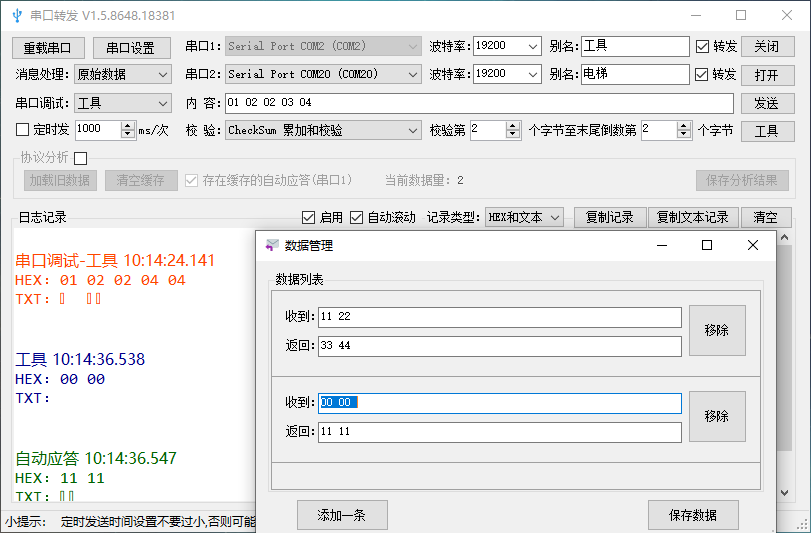 串口转发 V1.5.8648.18381
重载串口 串口设置 串口1: Serial Port COM2 (COM2) 波特率: 19200 别名: 工具 转发 关闭
消息处理: 原始数据 串口2: Serial Port COM20 (COM20) 波特率: 19200 别名: 电梯 转发 打开
串口调试: 工具 内 容: 01 02 02 03 04 发送
定时发 1000 ms/次 校 验: CheckSum 累加和校验 校验第 2 个字节至末尾倒数第 2 个字节 工具
协议分析
加载旧数据 清空缓存 存在缓存的自动应答(串口1) 当前数据量: 2 保存分析结果
日志记录 启用 自动滚动 记录类型: HEX和文本 复制记录 复制文本记录 清空
串口调试-工具 10:14:24.141
HEX: 01 02 02 04 04
TXT:
工具 10:14:36.538
HEX: 00 00
TXT:
自动应答 10:14:36.547
HEX: 11 11
TXT:
数据管理
数据列表
收到: 11 22
返回: 33 44
移除
收到: 00 00
返回: 11 11
移除
添加一条 保存数据
小提示: 定时发送时间设置不要过小,否则可能